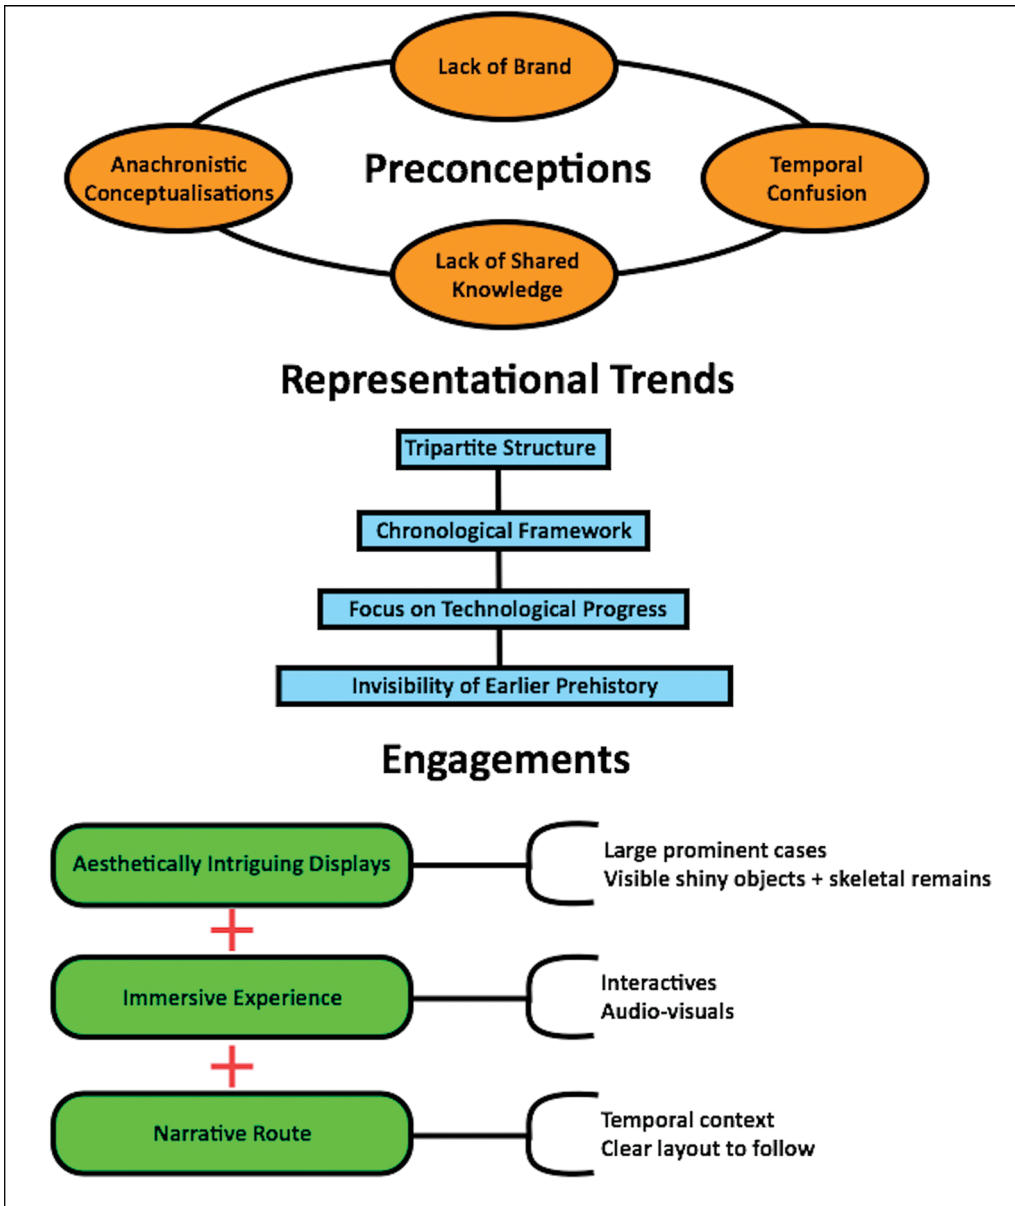 Lack of Brand
Anachronistic
Conceptualisations
Preconceptions
Temporal
Confusion
Lack of Shared
Knowledge
Representational Trends
Tripartite Structure
Chronological Framework
Focus on Technological Progress
Invisibility of Earlier Prehistory
Engagements
Aesthetically Intriguing Displays
Large prominent cases
Visible shiny objects + skeletal remains
+
Immersive Experience
Interactives
Audio-visuals
+
Narrative Route
Temporal context
Clear layout to follow